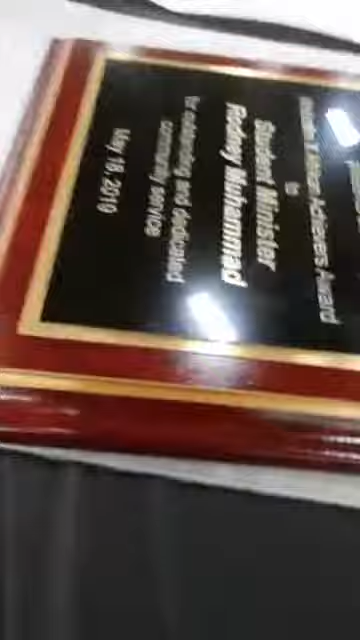 Achievers Award
to
Student Minister
Rodney Muhammad
for outstanding and dedicated
community service
May 18, 2019